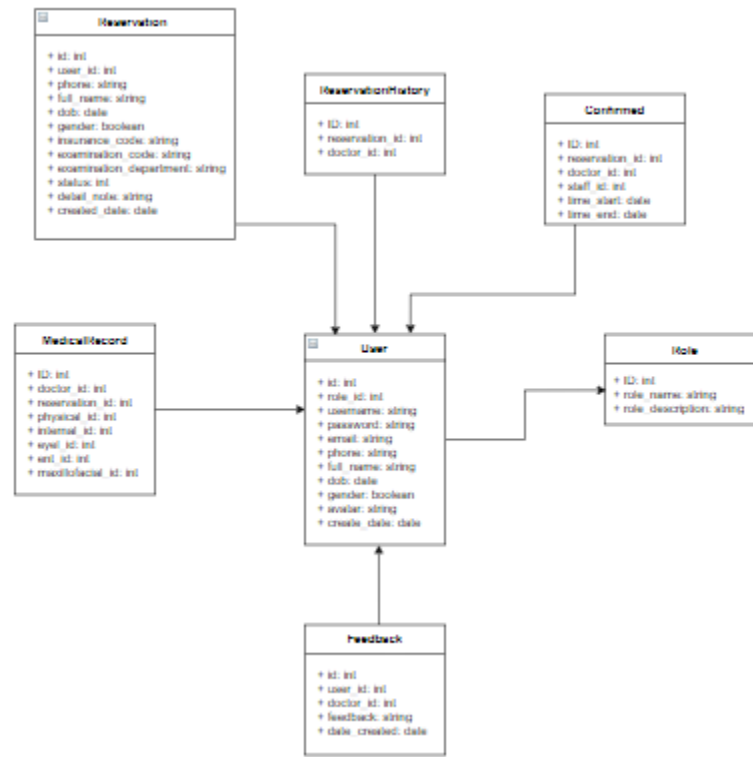 Reservation
+ id: int
+ user_id: int
+ phone: string
+ full_name: string
+ dob: date
+ gender: boolean
+ insurance_code: string
+ examination_code: string
+ examination_department: string
+ status: int
+ detail_note: string
+ created_date: date
ReservationHistory
+ ID: int
+ reservation_id: int
+ doctor_id: int
Confirmed
+ ID: int
+ reservation_id: int
+ doctor_id: int
+ staff_id: int
+ time_start: date
+ time_end: date
MedicalRecord
+ ID: int
+ doctor_id: int
+ reservation_id: int
+ physical_id: int
+ internal_id: int
+ eyel_id: int
+ ent_id: int
+ maxillofacial_id: int
User
+ id: int
+ role_id: int
+ username: string
+ password: string
+ email: string
+ phone: string
+ full_name: string
+ dob: date
+ gender: boolean
+ avatar: string
+ create_date: date
Role
+ ID: int
+ role_name: string
+ role_description: string
Feedback
+ id: int
+ user_id: int
+ doctor_id: int
+ feedback: string
+ date_created: date